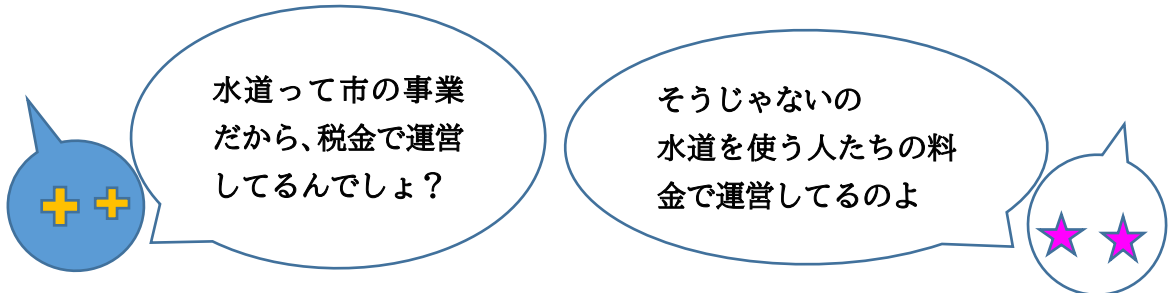 水道って市の事業
だから、税金で運営
してるんでしょ？
そうじゃないの
水道を使う人たちの料
金で運営してるのよ